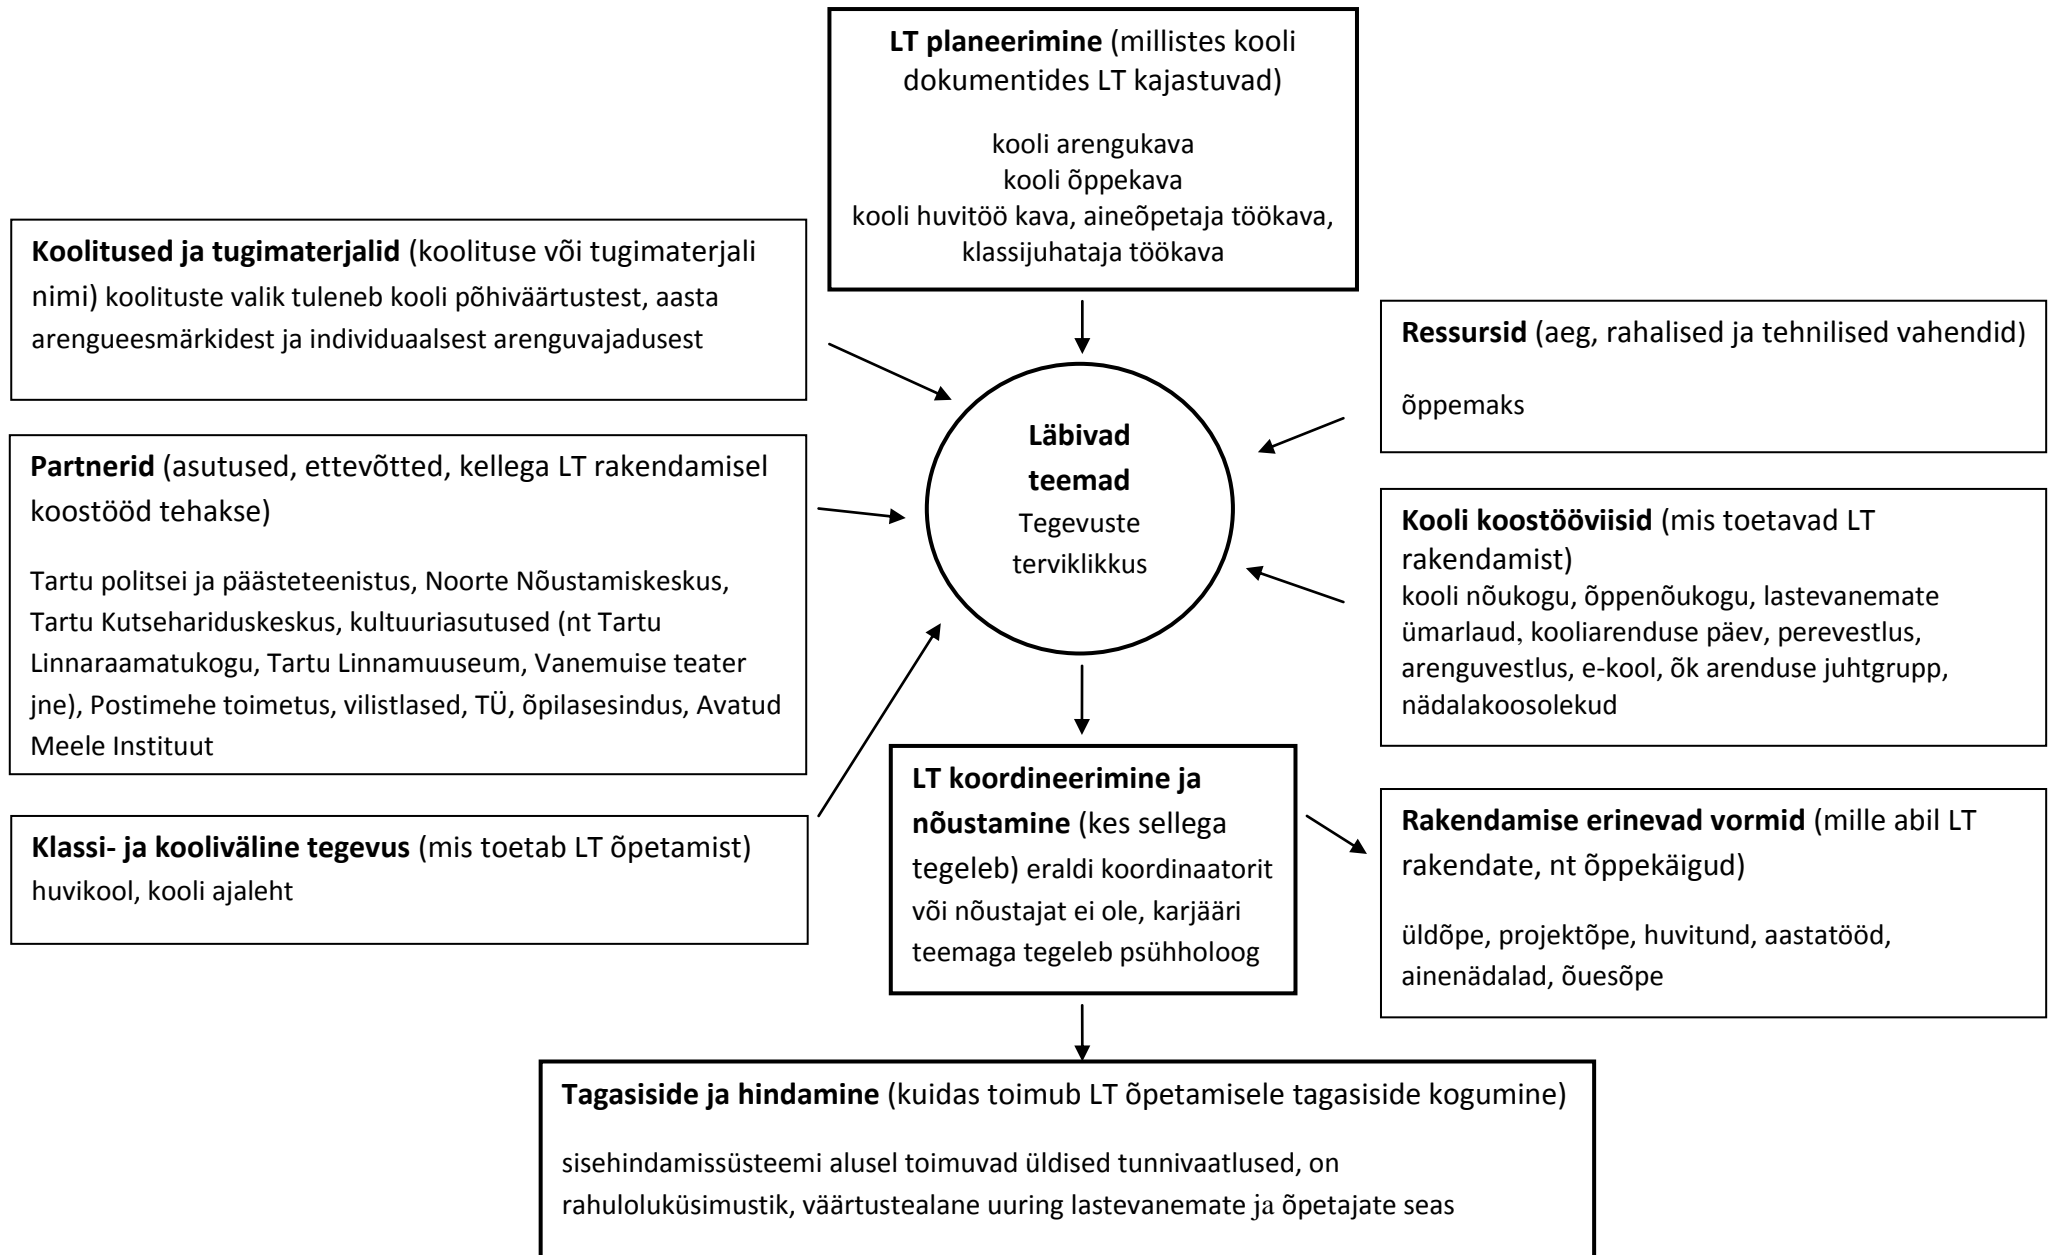 LT planeerimine (millistes kooli
dokumentides LT kajastuvad)
kooli arengukava
kooli õppekava
kooli huvitöö kava, aineõpetaja töökava,
klassijuhataja töökava
Koolitused ja tugimaterjalid (koolituse või tugimaterjali
nimi) koolituste valik tuleneb kooli põhiväärtustest, aasta
arengueesmärkidest ja individuaalsest arenguvajadusest
Ressursid (aeg, rahalised ja tehnilised vahendid)
õppemaks
Läbivad
teemad
Tegevuste
terviklikkus
Partnerid (asutused, ettevõtted, kellega LT rakendamisel
koostööd tehakse)
Tartu politsei ja päästeteenistus, Noorte Nõustamiskeskus,
Tartu Kutsehariduskeskus, kultuuriasutused (nt Tartu
Linnaraamatukogu, Tartu Linnamuuseum, Vanemuise teater
jne), Postimehe toimetus, vilistlased, TÜ, õpilasesindus, Avatud
Meele Instituut
Kooli koostööviisid (mis toetavad LT
rakendamist)
kooli nõukogu, õppenõukogu, lastevanemate
ümarlaud, kooliarenduse päev, perevestlus,
arenguvestlus, e-kool, õk arenduse juhtgrupp,
nädalakoosolekud
Klassi- ja kooliväline tegevus (mis toetab LT õpetamist)
huvikool, kooli ajaleht
LT koordineerimine ja
nõustamine (kes sellega
tegeleb) eraldi koordinaatorit
või nõustajat ei ole, karjääri
teemaga tegeleb psühholoog
Rakendamise erinevad vormid (mille abil LT
rakendate, nt õppekäigud)
üldõpe, projektõpe, huvitund, aastatööd,
ainenädalad, õuesõpe
Tagasiside ja hindamine (kuidas toimub LT õpetamisele tagasiside kogumine)
sisehindamissüsteemi alusel toimuvad üldised tunnivaatlused, on
rahuloluküsimustik, väärtustealane uuring lastevanemate ja õpetajate seas